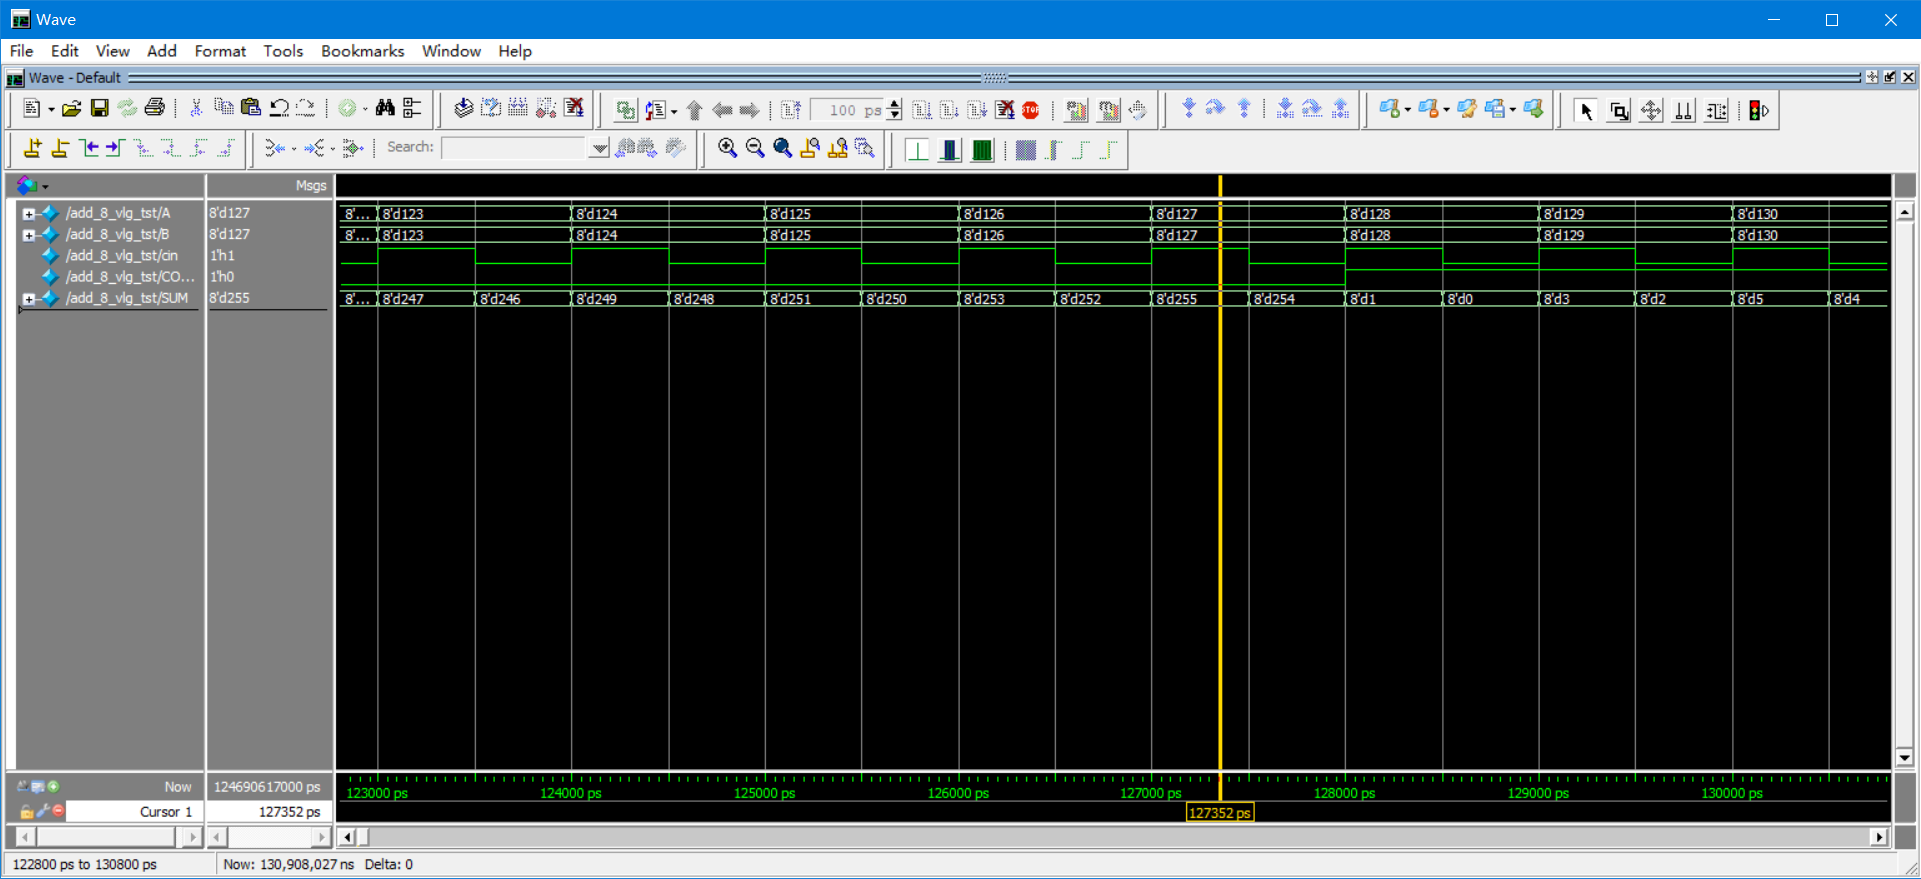 Wave
File Edit View Add Format Tools Bookmarks Window Help
Wave - Default
100 ps
STOP
Search:
Msgs
/add_8_vlg_tst/A 8'd127 8'... 8'd123 8'd124 8'd125 8'd126 8'd127 8'd128 8'd129 8'd130
/add_8_vlg_tst/B 8'd127 8'... 8'd123 8'd124 8'd125 8'd126 8'd127 8'd128 8'd129 8'd130
/add_8_vlg_tst/cin 1'h1
/add_8_vlg_tst/CO... 1'h0
/add_8_vlg_tst/SUM 8'd255 8'... 8'd247 8'd246 8'd249 8'd248 8'd251 8'd250 8'd253 8'd252 8'd255 8'd254 8'd1 8'd0 8'd3 8'd2 8'd5 8'd4
Now 124690617000 ps 123000 ps 124000 ps 125000 ps 126000 ps 127000 ps 128000 ps 129000 ps 130000 ps
Cursor 1 127352 ps 127352 ps
122800 ps to 130800 ps Now: 130,908,027 ns Delta: 0